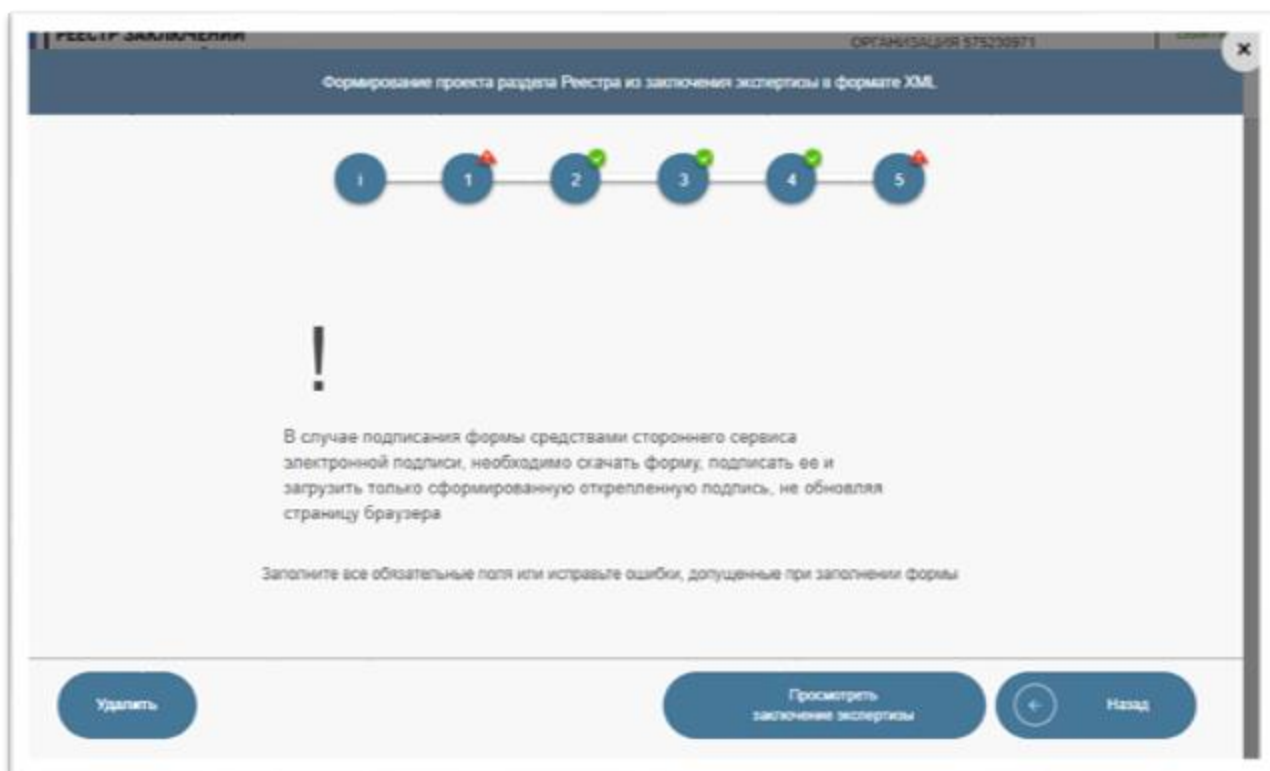 РЕЕСТР ЗАКЛЮЧЕНИЙ
ОРГАНИЗАЦИЯ 575230971
Формирование проекта раздела Реестра из заключения экспертизы в формате XML
i 1 2 3 4 5
!
В случае подписания формы средствами стороннего сервиса
электронной подписи, необходимо скачать форму, подписать ее и
загрузить только сформированную открепленную подпись, не обновляя
страницу браузера
Заполните все обязательные поля или исправьте ошибки, допущенные при заполнении формы
Удалить
Просмотреть
заключение экспертизы
Назад